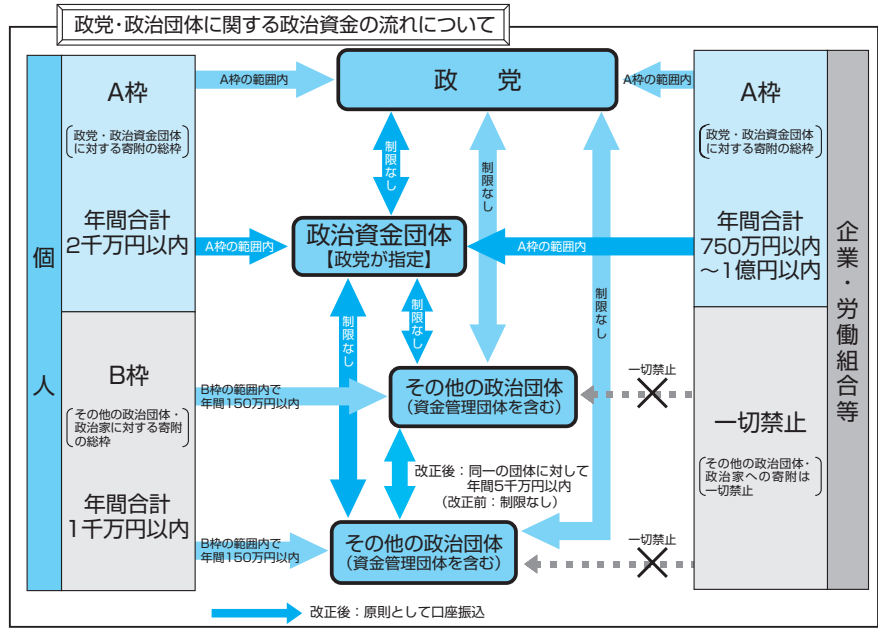 政党・政治団体に関する政治資金の流れについて
個人
A枠
政党・政治資金団体
に対する寄附の総枠
年間合計
2千万円以内
B枠
その他の政治団体・
政治家に対する寄附
の総枠
年間合計
1千万円以内
A枠の範囲内
政党
A枠の範囲内
制限なし
制限なし
A枠の範囲内
政治資金団体
【政党が指定】
A枠の範囲内
制限なし
制限なし
制限なし
B枠の範囲内で
年間150万円以内
その他の政治団体
（資金管理団体を含む）
一切禁止
改正後：同一の団体に対して
年間5千万円以内
（改正前：制限なし）
B枠の範囲内で
年間150万円以内
その他の政治団体
（資金管理団体を含む）
一切禁止
A枠
政党・政治資金団体
に対する寄附の総枠
年間合計
750万円以内
～1億円以内
一切禁止
その他の政治団体・
政治家への寄附は
一切禁止
企業・労働組合等
改正後：原則として口座振込